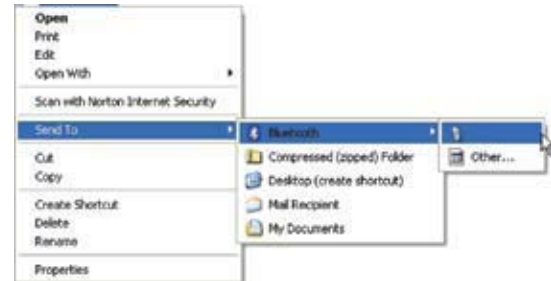 Open
Print
Edit
Open With
Scan with Norton Internet Security
Send To
Cut
Copy
Create Shortcut
Delete
Rename
Properties
Bluetooth
Compressed (zipped) Folder
Desktop (create shortcut)
Mail Recipient
My Documents
Other...